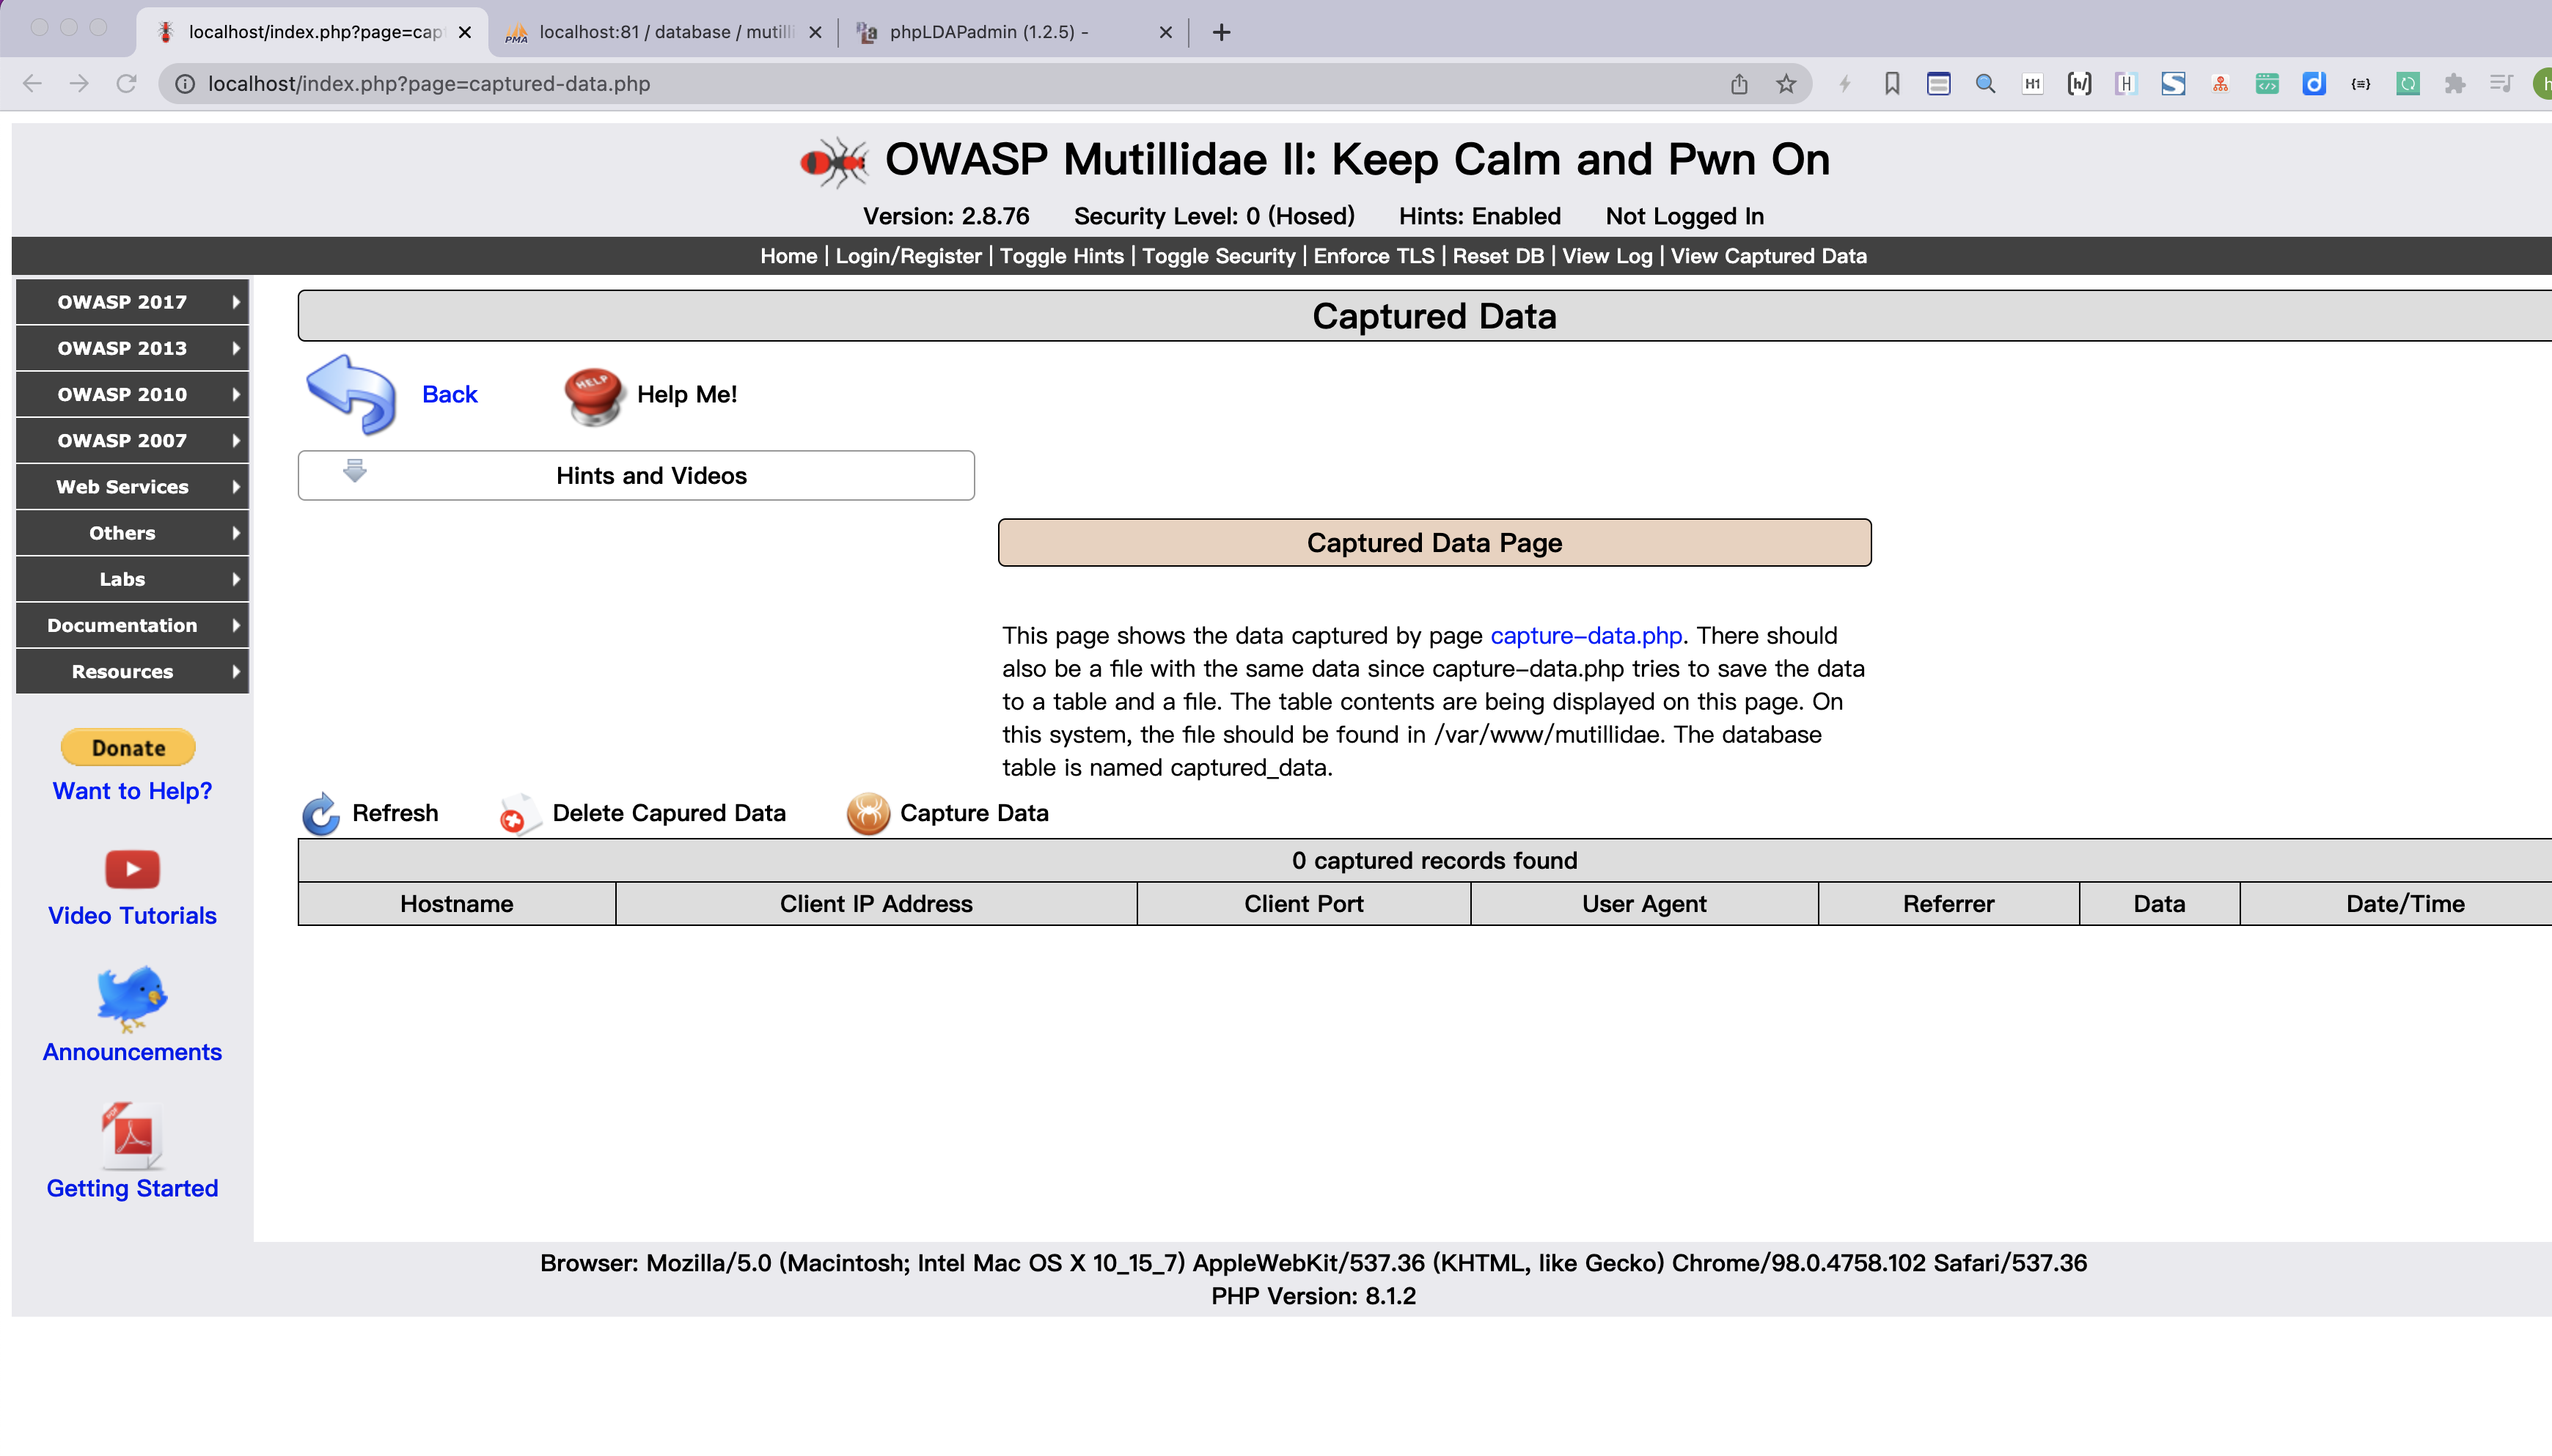 localhost/index.php?page=cap
localhost:81 / database / mutilli
phpLDAPadmin (1.2.5) -
localhost/index.php?page=captured-data.php
OWASP Mutillidae II: Keep Calm and Pwn On
Version: 2.8.76 Security Level: 0 (Hosed) Hints: Enabled Not Logged In
Home | Login/Register | Toggle Hints | Toggle Security | Enforce TLS | Reset DB | View Log | View Captured Data
OWASP 2017
OWASP 2013
OWASP 2010
OWASP 2007
Web Services
Others
Labs
Documentation
Resources
Donate
Want to Help?
Video Tutorials
Announcements
Getting Started
Captured Data
Back
HELP
Help Me!
Hints and Videos
Captured Data Page
This page shows the data captured by page capture-data.php. There should
also be a file with the same data since capture-data.php tries to save the data
to a table and a file. The table contents are being displayed on this page. On
this system, the file should be found in /var/www/mutillidae. The database
table is named captured_data.
Refresh
Delete Capured Data
Capture Data
0 captured records found
Hostname Client IP Address Client Port User Agent Referrer Data Date/Time
Browser: Mozilla/5.0 (Macintosh; Intel Mac OS X 10_15_7) AppleWebKit/537.36 (KHTML, like Gecko) Chrome/98.0.4758.102 Safari/537.36
PHP Version: 8.1.2